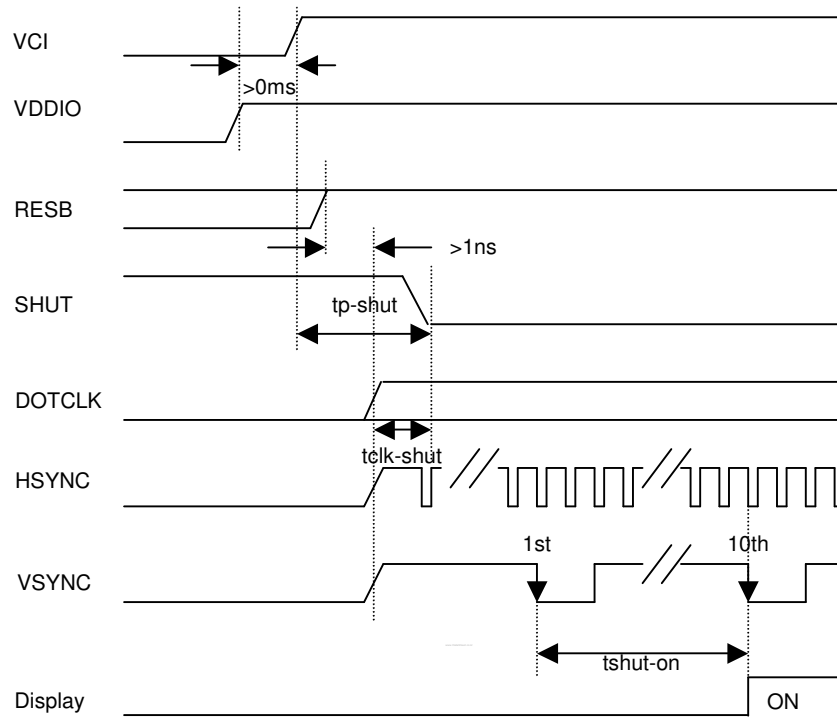 VCI
>0ms
VDDIO
RESB
>1ns
SHUT
tp-shut
DOTCLK
tclk-shut
HSYNC
1st
10th
VSYNC
tshut-on
Display
ON